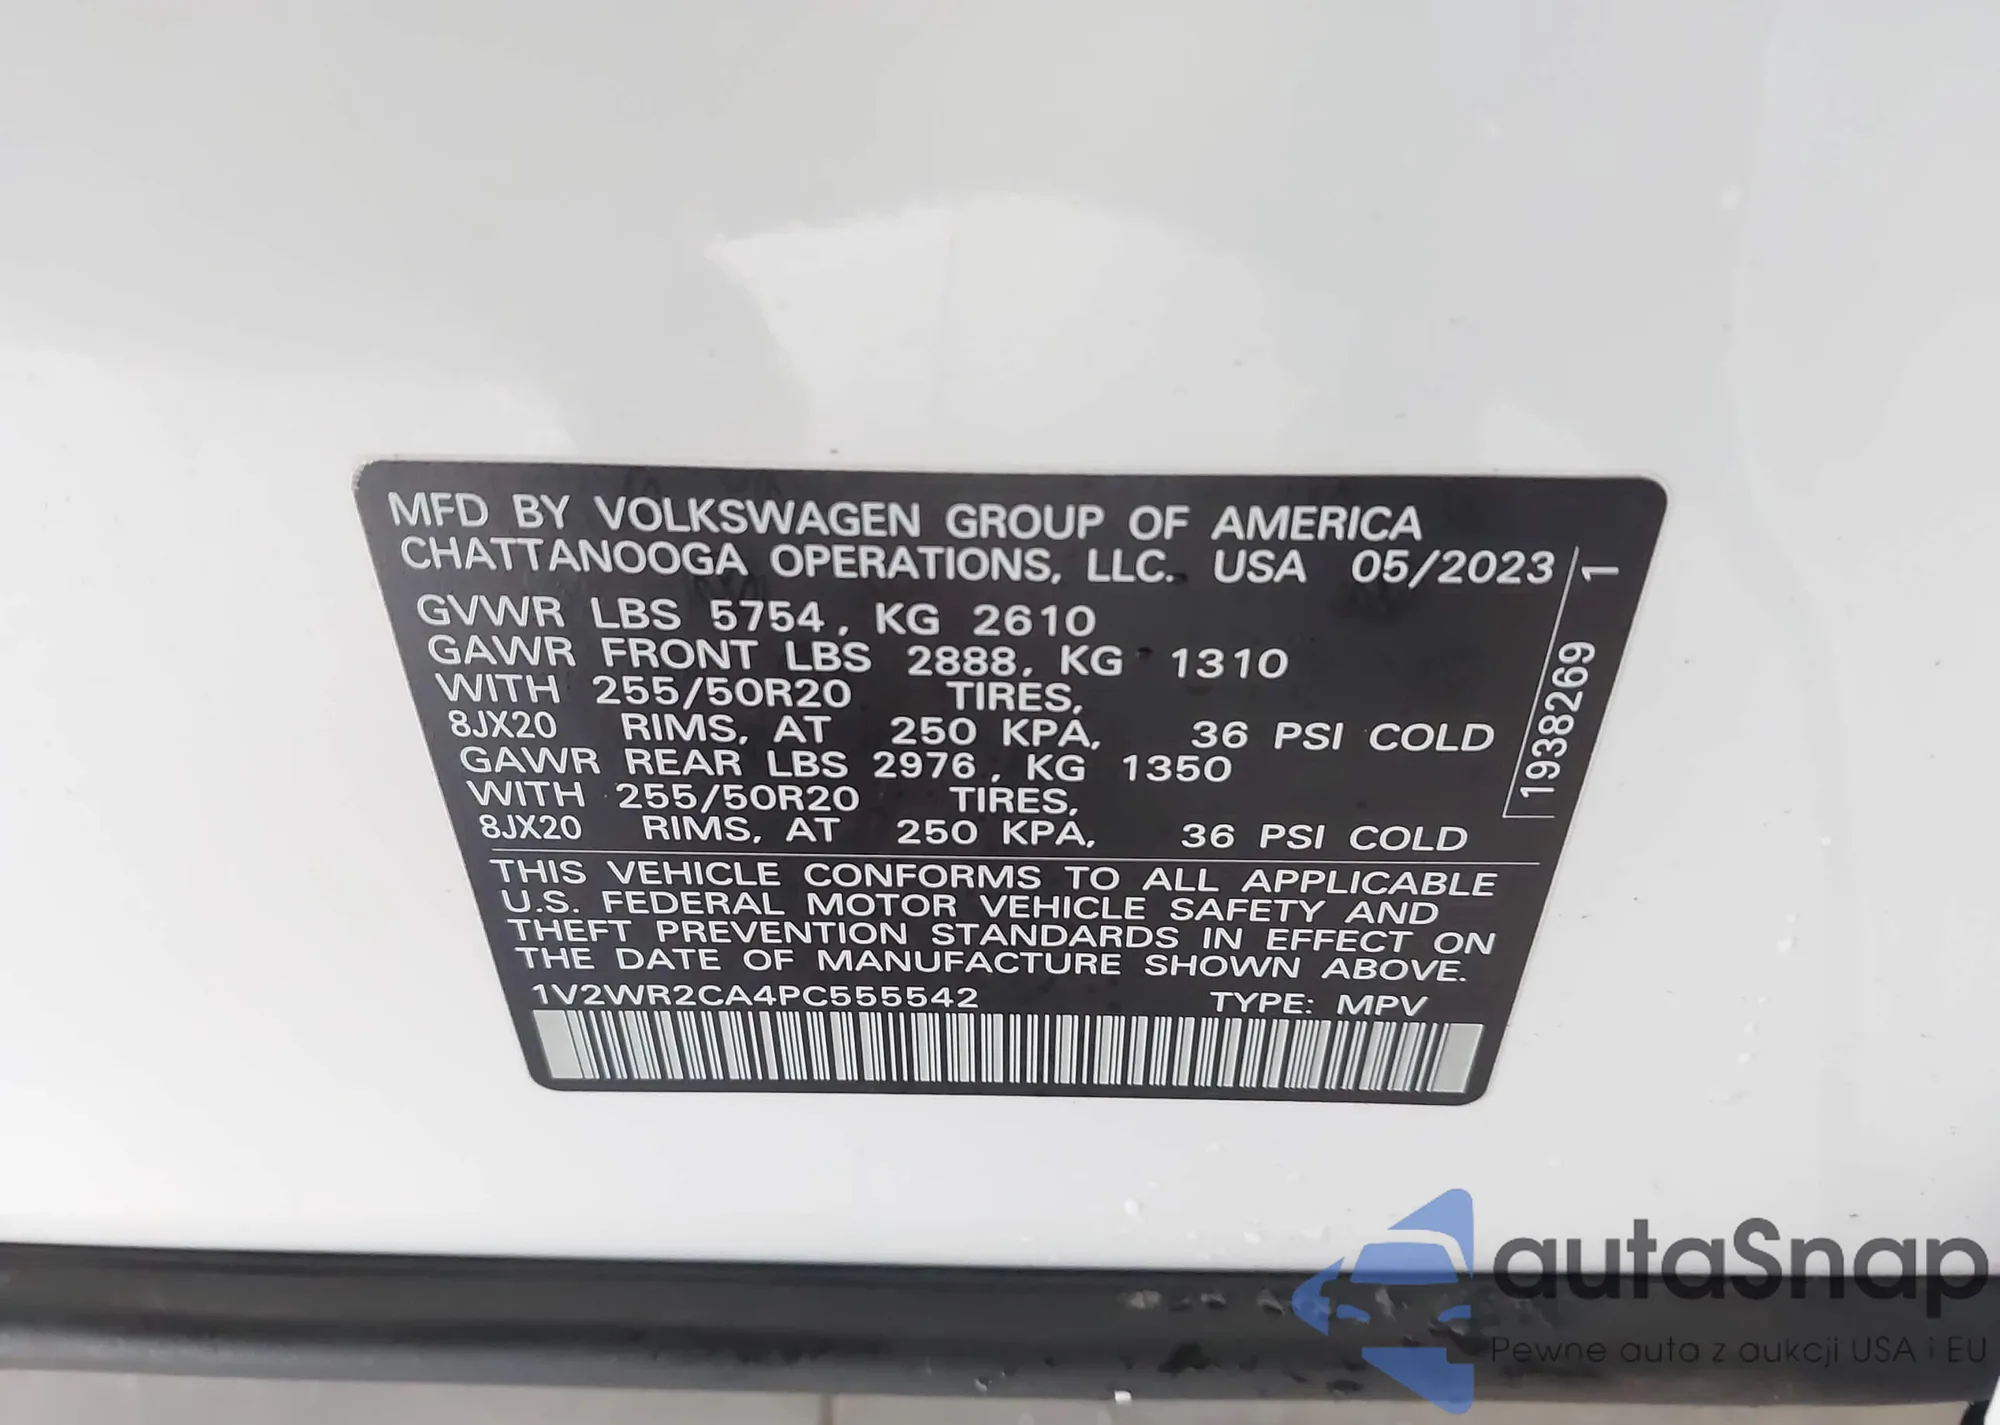 MFD BY VOLKSWAGEN GROUP OF AMERICA
CHATTANOOGA OPERATIONS, LLC. USA 05/2023
GVWR LBS 5754, KG 2610
GAWR FRONT LBS 2888, KG 1310
WITH 255/50R20 TIRES,
8JX20 RIMS, AT 250 KPA, 36 PSI COLD
GAWR REAR LBS 2976, KG 1350
WITH 255/50R20 TIRES,
8JX20 RIMS, AT 250 KPA, 36 PSI COLD
1938269 1
THIS VEHICLE CONFORMS TO ALL APPLICABLE
U.S. FEDERAL MOTOR VEHICLE SAFETY AND
THEFT PREVENTION STANDARDS IN EFFECT ON
THE DATE OF MANUFACTURE SHOWN ABOVE.
1V2WR2CA4PC555542 TYPE: MPV
autaSnap
Pewne auta z aukcji USA i EU